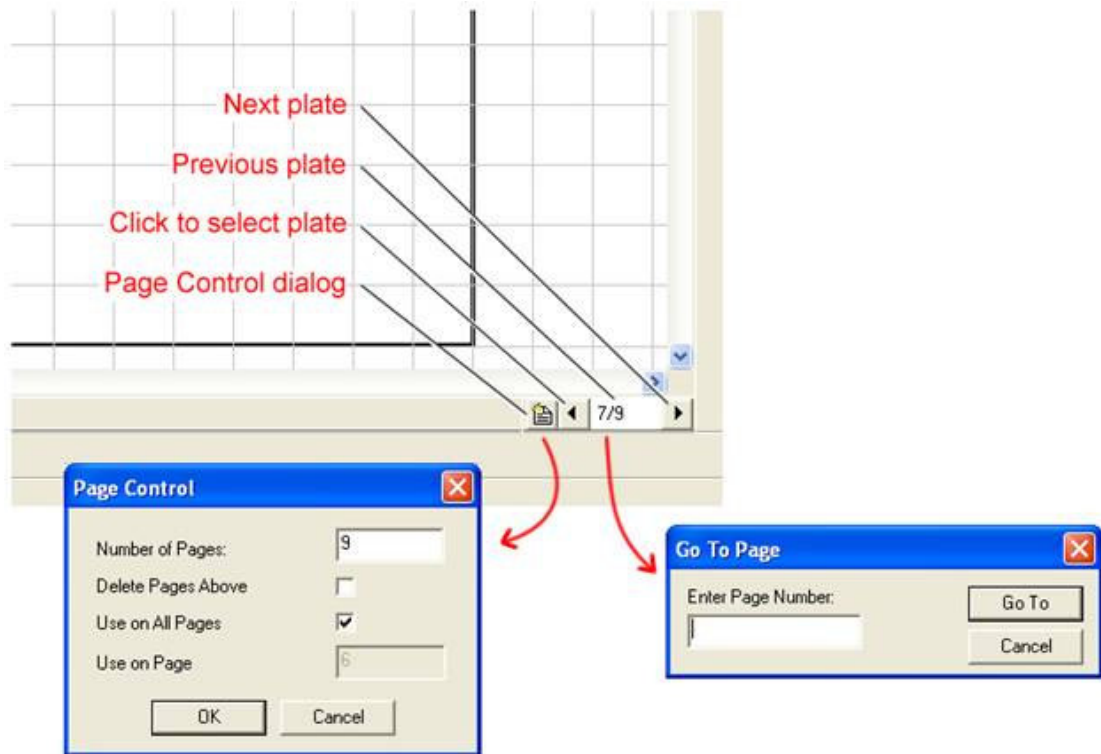 Next plate
Previous plate
Click to select plate
Page Control dialog
7/9
Page Control
Number of Pages:
9
Delete Pages Above
Use on All Pages
Use on Page
6
OK
Cancel
Go To Page
Enter Page Number:
Go To
Cancel